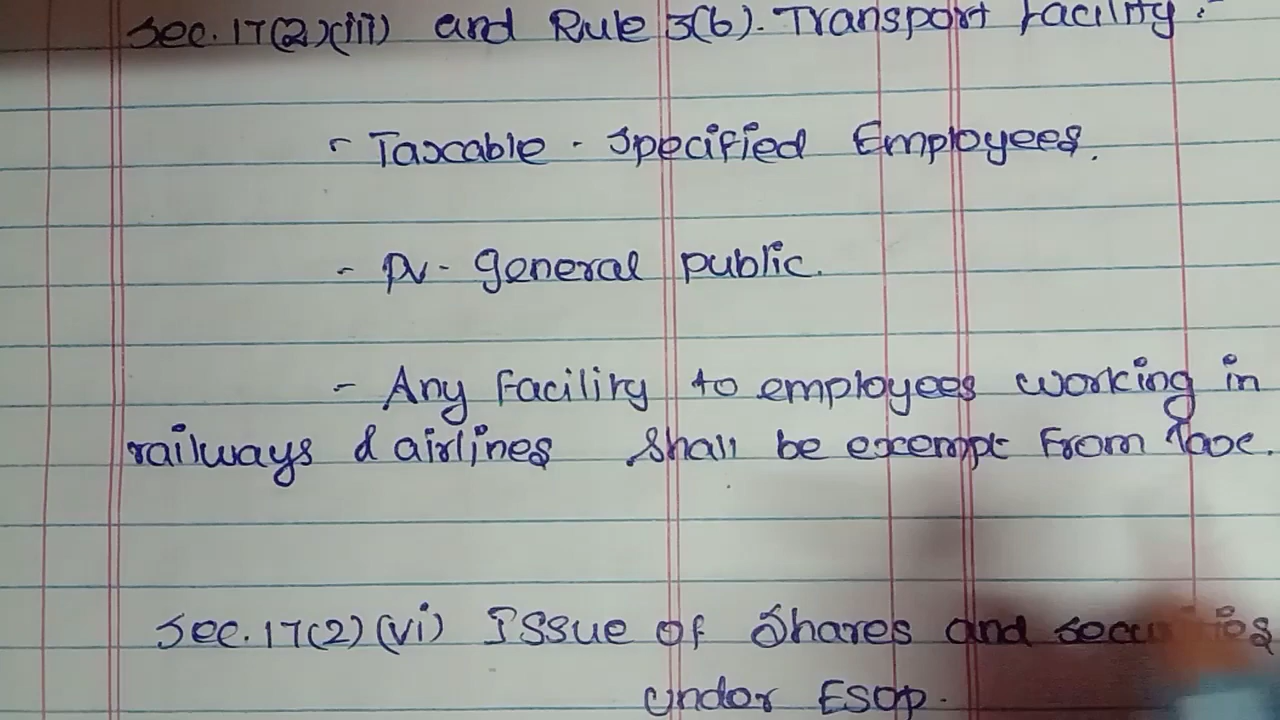 Sec. 17(2)(iii) and Rule 3(6). Transport facility:-
- Taxable - Specified Employees.
- PV - general public.
- Any Facility to employees working in
railways & airlines Shall be exempt From Tax.
Sec. 17(2)(vi) Issue of Shares and
Under ESOP.